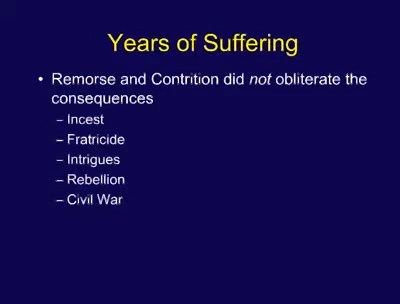 Years of Suffering
• Remorse and Contrition did not obliterate the
consequences
– Incest
– Fratricide
– Intrigues
– Rebellion
– Civil War